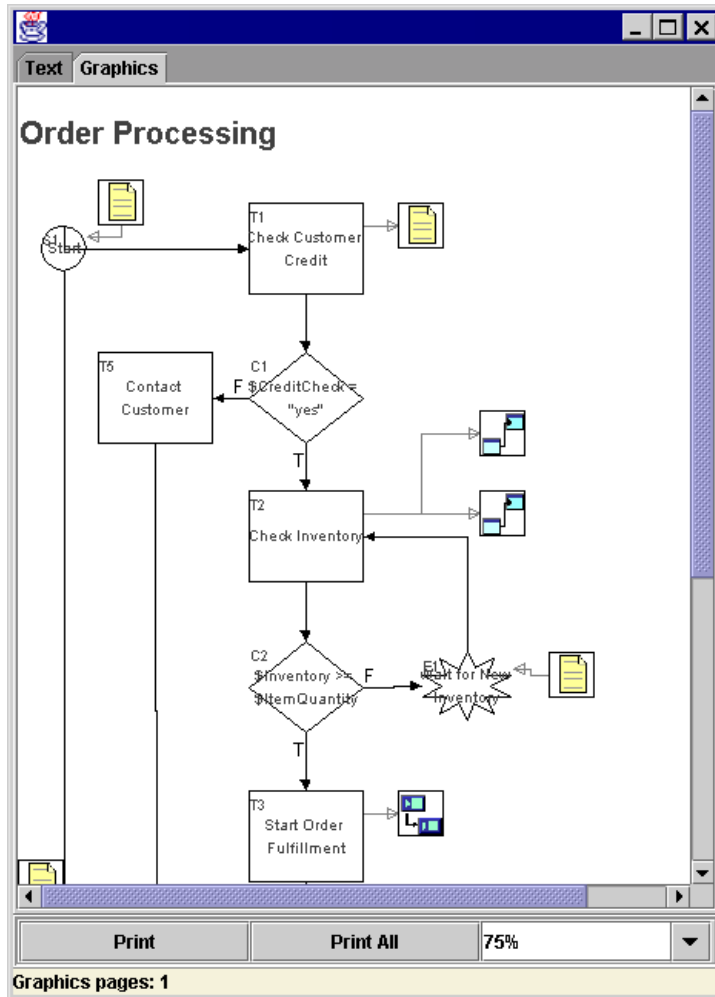 Text Graphics
Order Processing
S1
Start
T1
Check Customer
Credit
T5
Contact
Customer
C1
F $CreditCheck =
"yes"
T
T2
Check Inventory
C2
$Inventory >=
$ItemQuantity
F
E1
Wait for New
Inventory
T
T3
Start Order
Fulfillment
Print Print All 75%
Graphics pages: 1